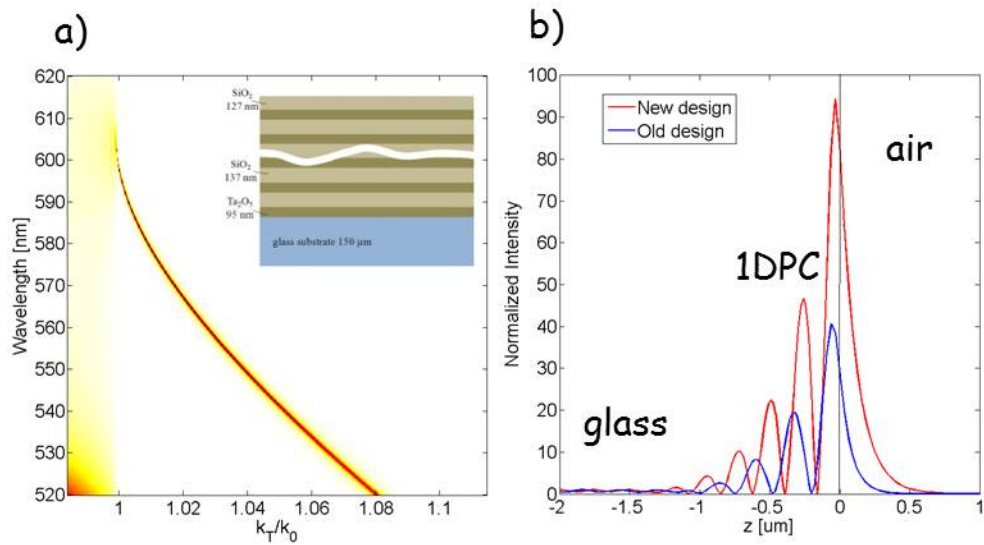 a)
620
610
600
590
580
570
560
550
540
530
520
Wavelength [nm]
1
1.02
1.04
1.06
1.08
1.1
k_T/k_0
SiO₂
127 nm
SiO₂
137 nm
Ta₂O₅
95 nm
glass substrate 150 μm
b)
100
90
80
70
60
50
40
30
20
10
0
Normalized Intensity
New design
Old design
air
1DPC
glass
-2
-1.5
-1
-0.5
0
0.5
1
z [um]